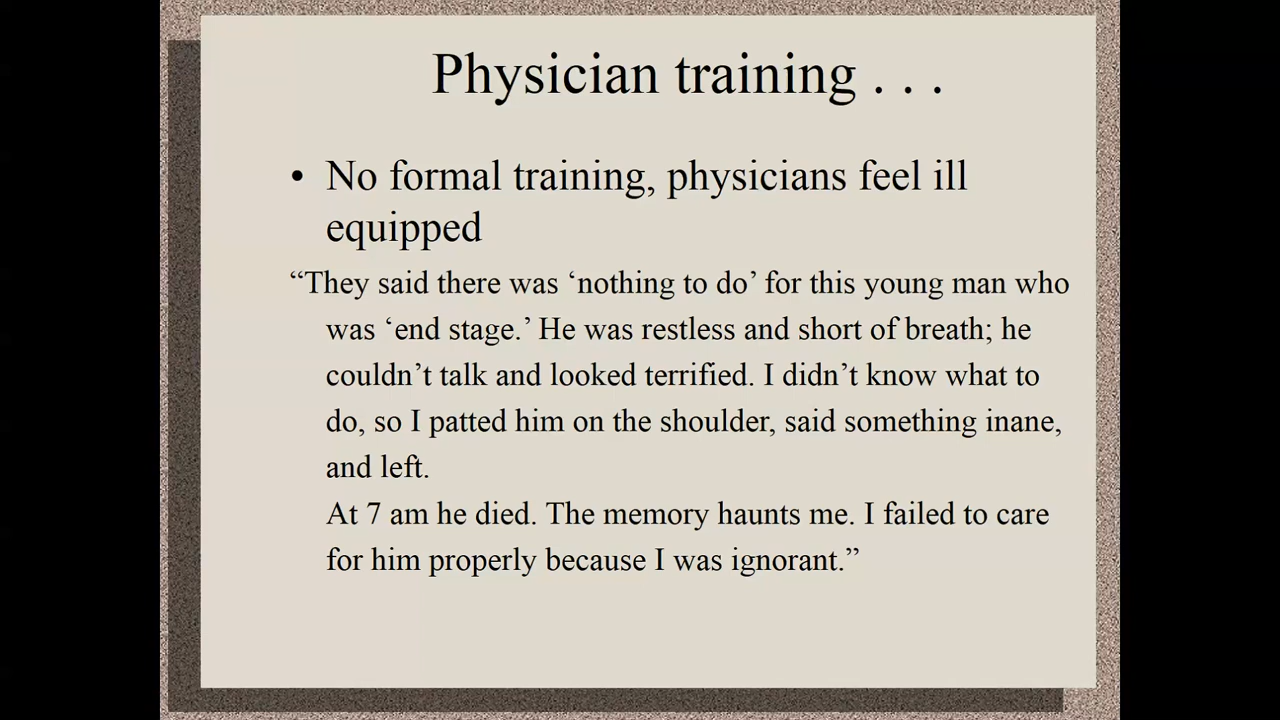 Physician training . . .
• No formal training, physicians feel ill
equipped
“They said there was ‘nothing to do’ for this young man who
was ‘end stage.’ He was restless and short of breath; he
couldn’t talk and looked terrified. I didn’t know what to
do, so I patted him on the shoulder, said something inane,
and left.
At 7 am he died. The memory haunts me. I failed to care
for him properly because I was ignorant.”